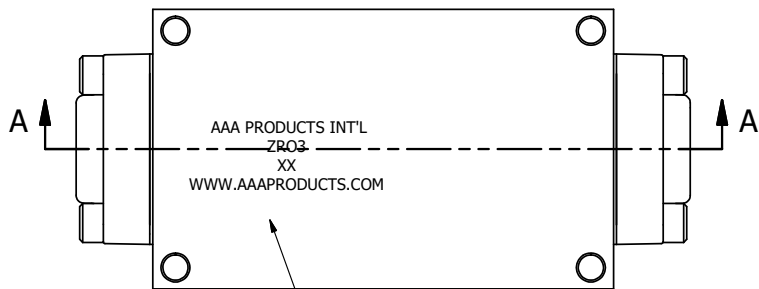 AAA PRODUCTS INT'L
A
A
ZRO3
XX
WWW.AAAPRODUCTS.COM